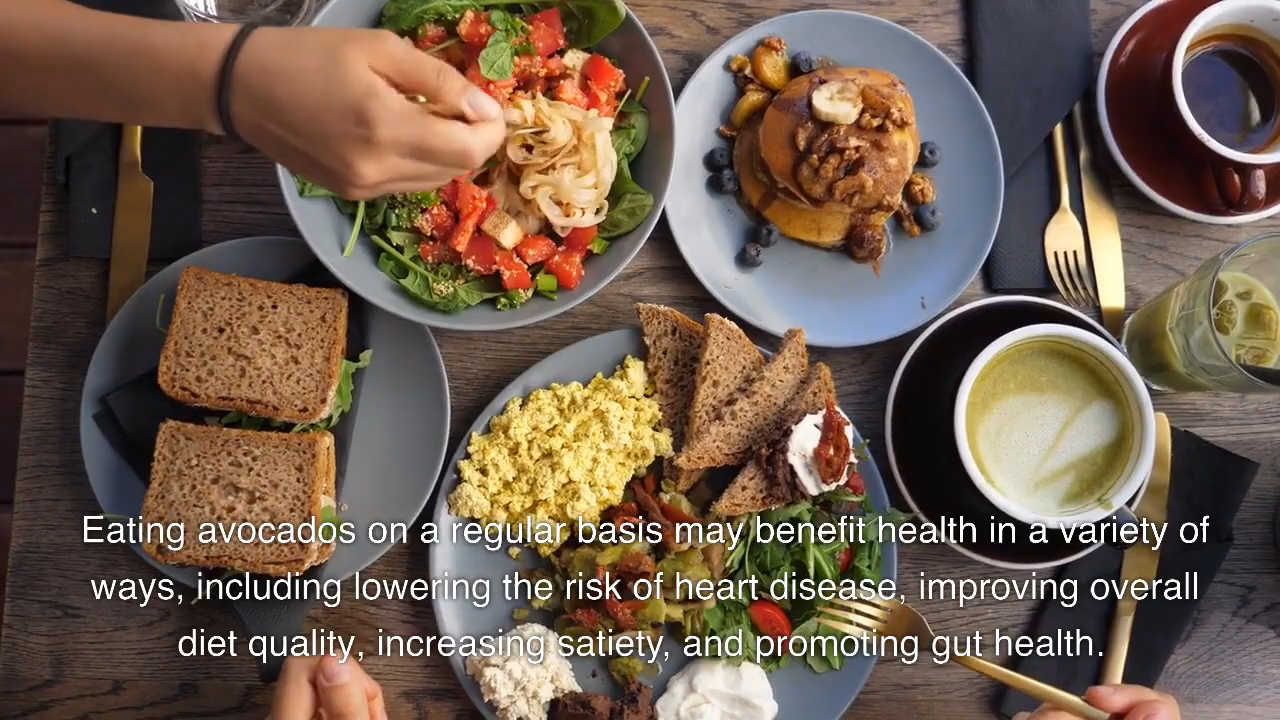 Eating avocados on a regular basis may benefit health in a variety of
ways, including lowering the risk of heart disease, improving overall
diet quality, increasing satiety, and promoting gut health.